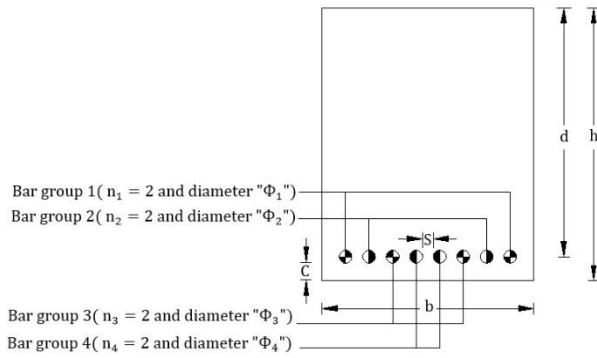 d
h
Bar group 1( n₁ = 2 and diameter "Φ₁")
Bar group 2( n₂ = 2 and diameter "Φ₂")
S
C
b
Bar group 3( n₃ = 2 and diameter "Φ₃")
Bar group 4( n₄ = 2 and diameter "Φ₄")